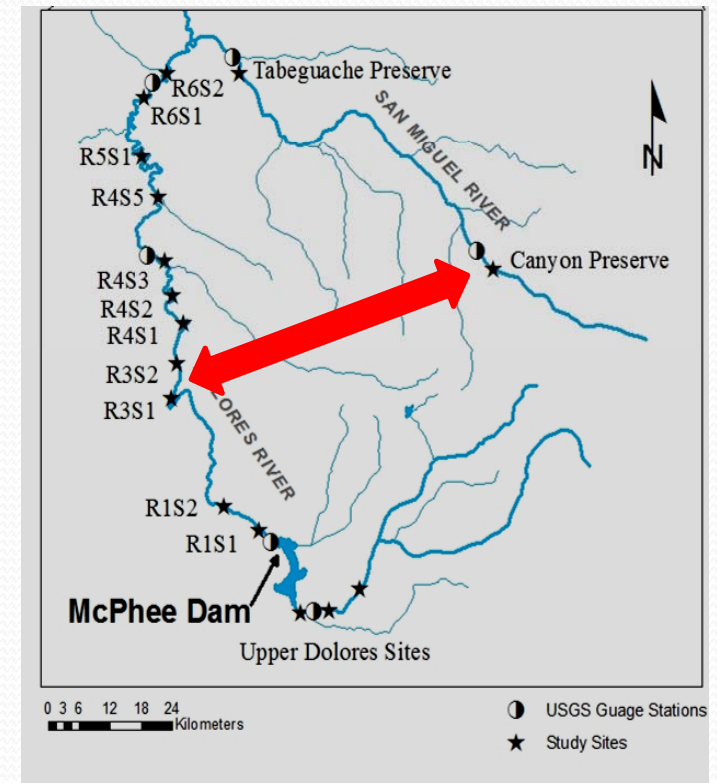 Tabeguache Preserve
R6S2
R6S1
SAN MIGUEL RIVER
N
R5S1
R4S5
Canyon Preserve
R4S3
R4S2
R4S1
R3S2
R3S1
LORES RIVER
R1S2
R1S1
McPhee Dam
Upper Dolores Sites
0 3 6 12 18 24
Kilometers
USGS Guage Stations
Study Sites